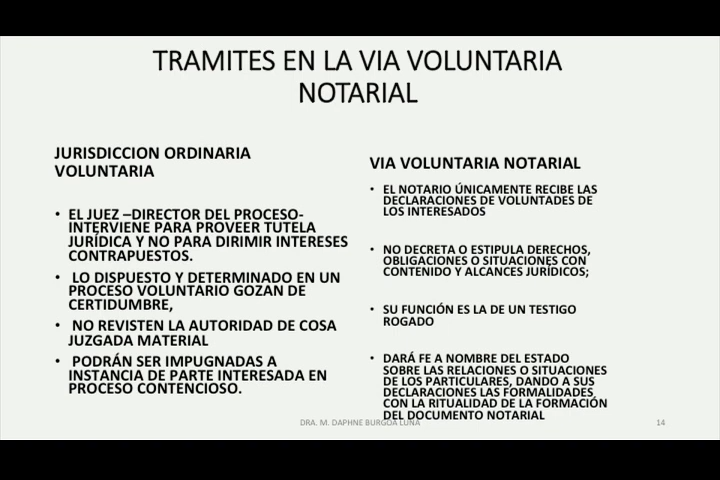 TRAMITES EN LA VIA VOLUNTARIA
NOTARIAL
JURISDICCION ORDINARIA
VOLUNTARIA
• EL JUEZ –DIRECTOR DEL PROCESO-
INTERVIENE PARA PROVEER TUTELA
JURÍDICA Y NO PARA DIRIMIR INTERESES
CONTRAPUESTOS.
• LO DISPUESTO Y DETERMINADO EN UN
PROCESO VOLUNTARIO GOZAN DE
CERTIDUMBRE,
• NO REVISTEN LA AUTORIDAD DE COSA
JUZGADA MATERIAL
• PODRÁN SER IMPUGNADAS A
INSTANCIA DE PARTE INTERESADA EN
PROCESO CONTENCIOSO.
VIA VOLUNTARIA NOTARIAL
• EL NOTARIO ÚNICAMENTE RECIBE LAS
DECLARACIONES DE VOLUNTADES DE
LOS INTERESADOS
• NO DECRETA O ESTIPULA DERECHOS,
OBLIGACIONES O SITUACIONES CON
CONTENIDO Y ALCANCES JURÍDICOS;
• SU FUNCIÓN ES LA DE UN TESTIGO
ROGADO
• DARÁ FE A NOMBRE DEL ESTADO
SOBRE LAS RELACIONES O SITUACIONES
DE LOS PARTICULARES, DANDO A SUS
DECLARACIONES LAS FORMALIDADES
CON LA RITUALIDAD DE LA FORMACIÓN
DEL DOCUMENTO NOTARIAL
DRA. M. DAPHNE BURGOA LUNA
14